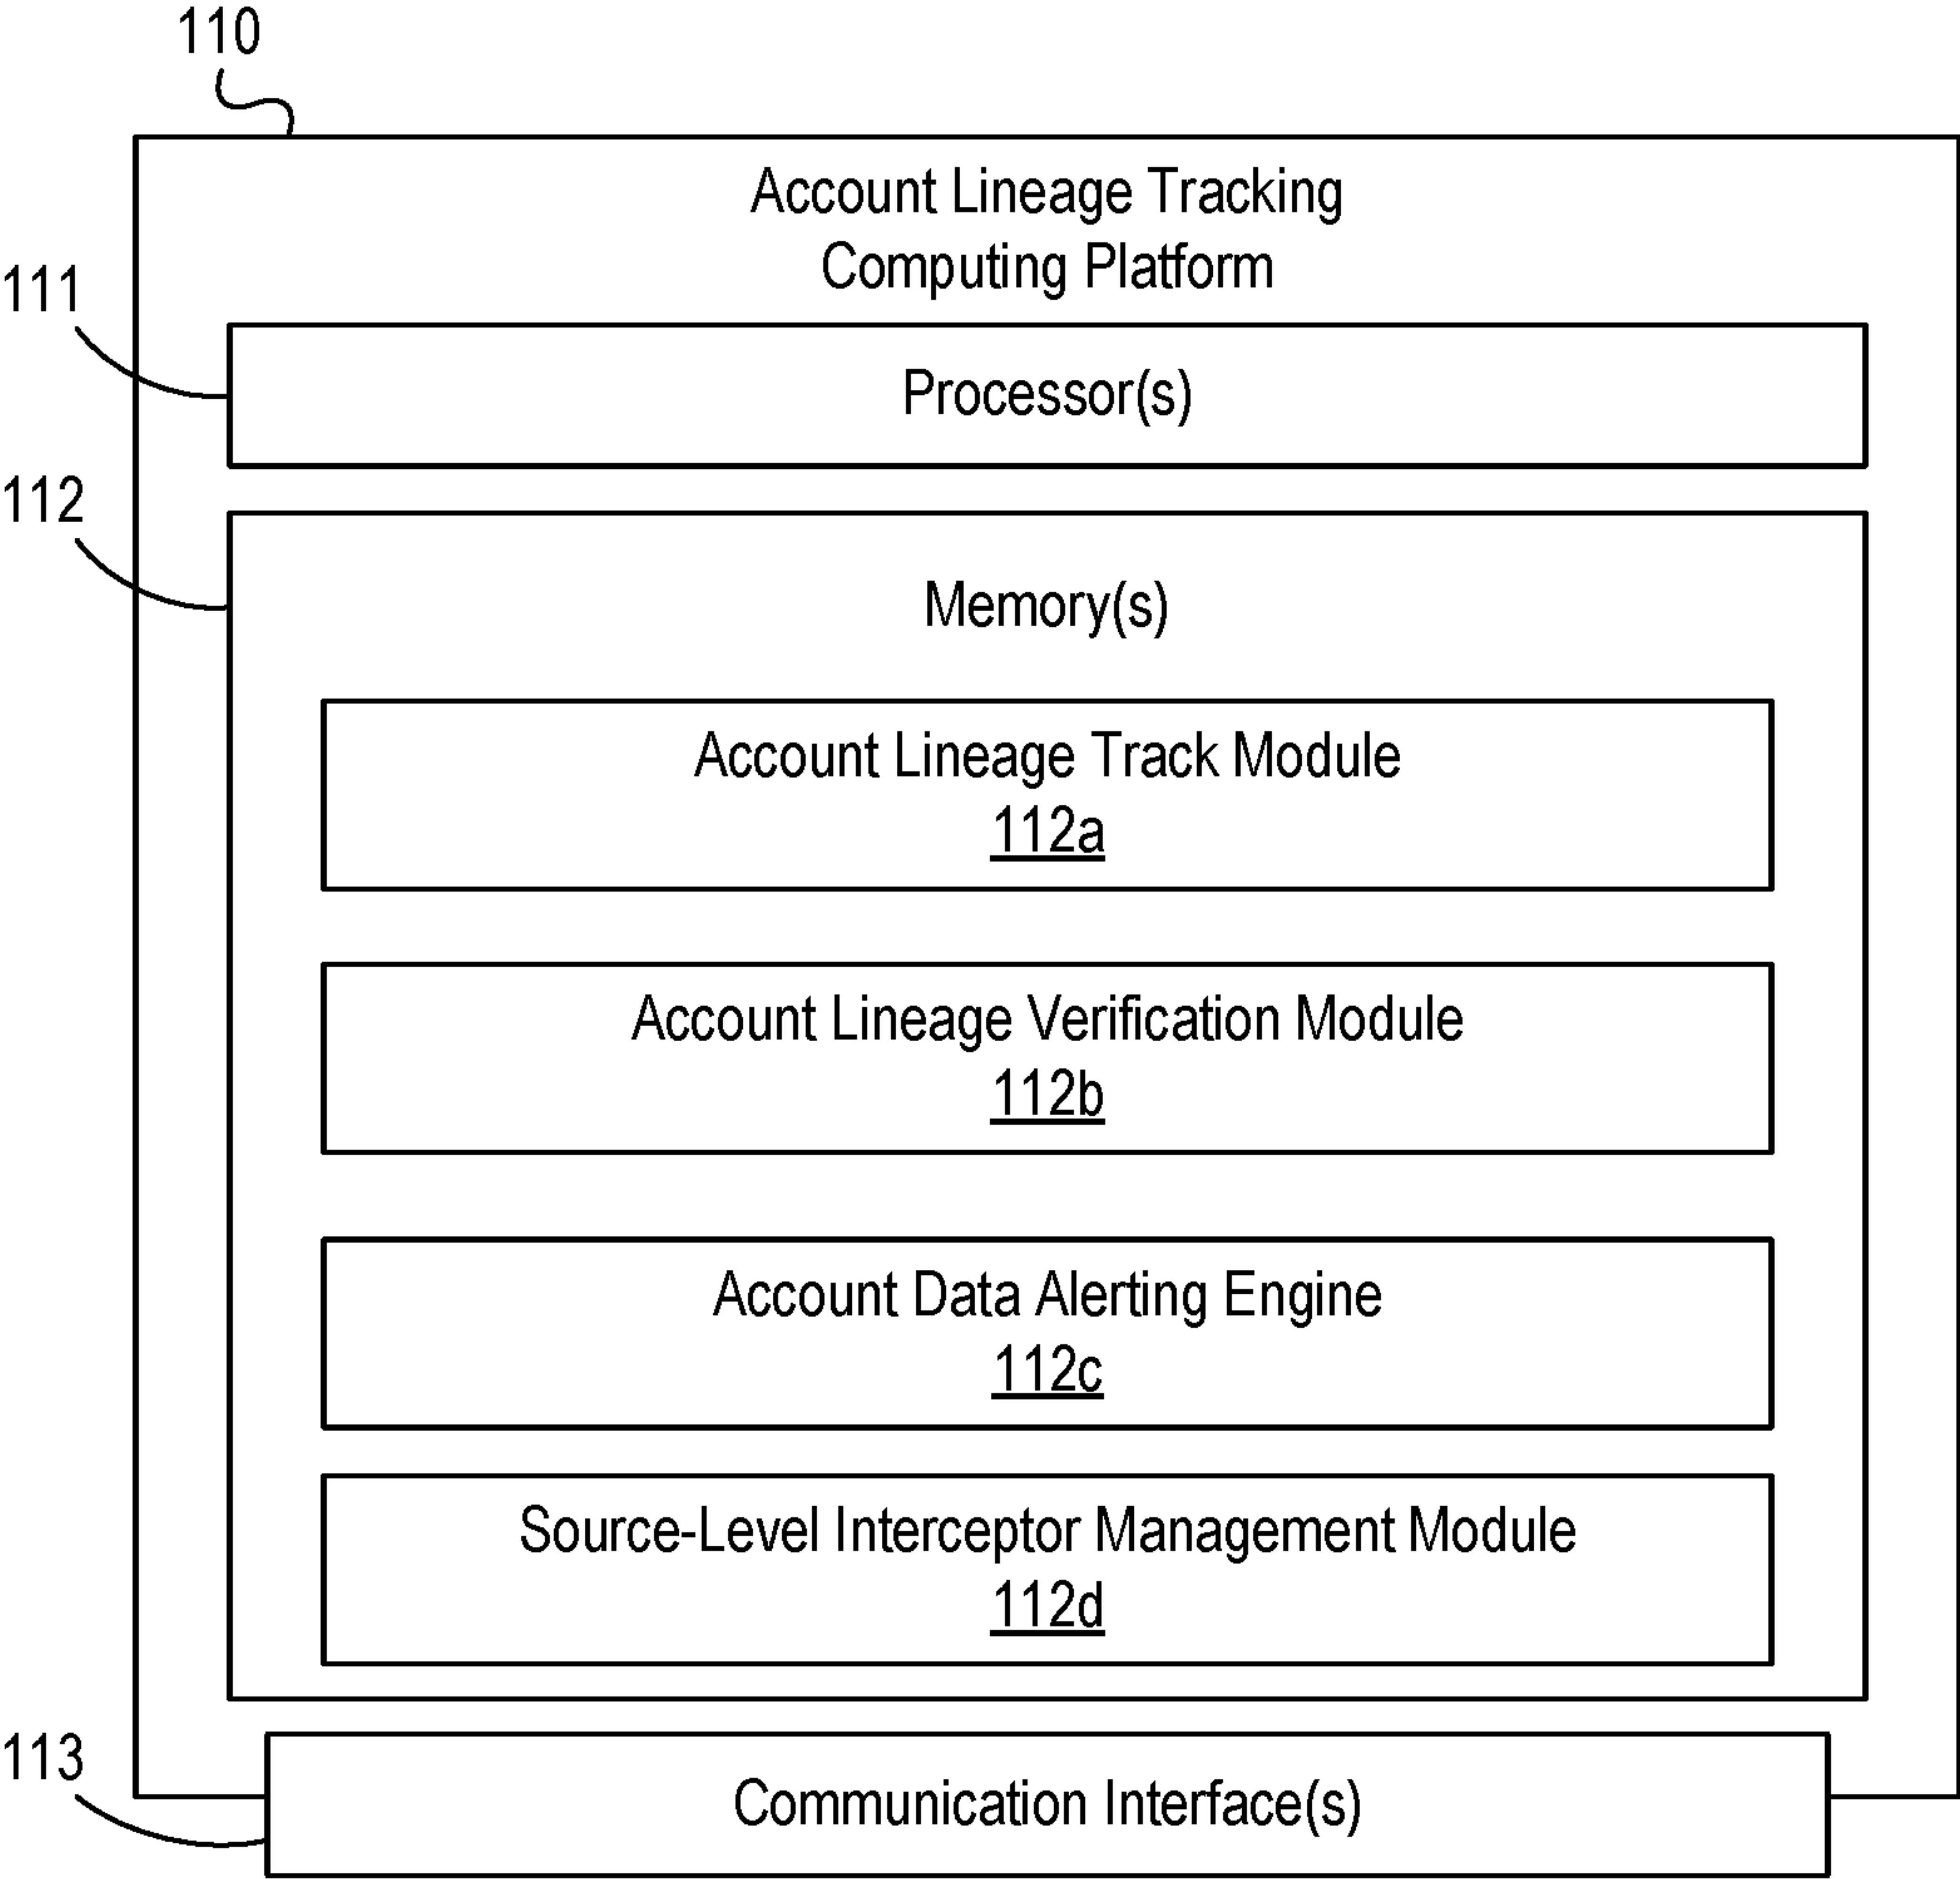 110
Account Lineage Tracking
Computing Platform
111
Processor(s)
112
Memory(s)
Account Lineage Track Module
112a
Account Lineage Verification Module
112b
Account Data Alerting Engine
112c
Source-Level Interceptor Management Module
112d
113
Communication Interface(s)